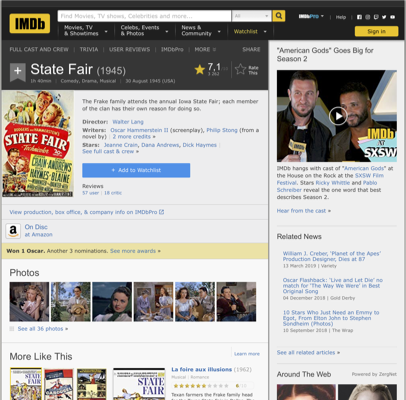 IMDb
Find Movies, TV shows, Celebrities and more...
All
IMDbPro
Help
Movies, TV & Showtimes
Celebs, Events & Photos
News & Community
Watchlist
Sign in
FULL CAST AND CREW | TRIVIA | USER REVIEWS | IMDbPro | MORE
SHARE
State Fair (1945)
1h 40min | Comedy, Drama, Musical | 30 August 1945 (USA)
7,1
Rate This
The Frake family attends the annual Iowa State Fair; each member of the clan has their own reason for doing so.
Director: Walter Lang
Writers: Oscar Hammerstein II (screenplay), Philip Stong (from a novel by) | 2 more credits »
Stars: Jeanne Crain, Dana Andrews, Dick Haymes |
See full cast & crew »
+ Add to Watchlist
Reviews
57 user | 18 critic
STATE FAIR
Technicolor
CRAIN·ANDREWS
HAYMES·BLAINE
View production, box office, & company info on IMDbPro
On Disc
at Amazon
Won 1 Oscar. Another 3 nominations. See more awards »
Photos
See all 36 photos »
More Like This
Learn more
STATE FAIR
STATE FAIR
La foire aux illusions (1962)
Musical | Romance
Texan farmers the Frake family head
"American Gods" Goes Big for Season 2
IMDb at SXSW
IMDb hangs with cast of "American Gods" at the House on the Rock at the SXSW Film Festival. Stars Ricky Whittle and Pablo Schreiber reveal the one word that best describes Season 2.
Hear from the cast »
Related News
William J. Creber, 'Planet of the Apes' Production Designer, Dies at 87
13 March 2019 | Variety
Oscar Flashback: 'Live and Let Die' no match for 'The Way We Were' in Best Original Song
04 December 2018 | Gold Derby
10 Stars Who Just Need an Emmy to Egot, From Elton John to Stephen Sondheim (Photos)
10 September 2018 | The Wrap
See all related articles »
Around The Web
Powered by ZergNet